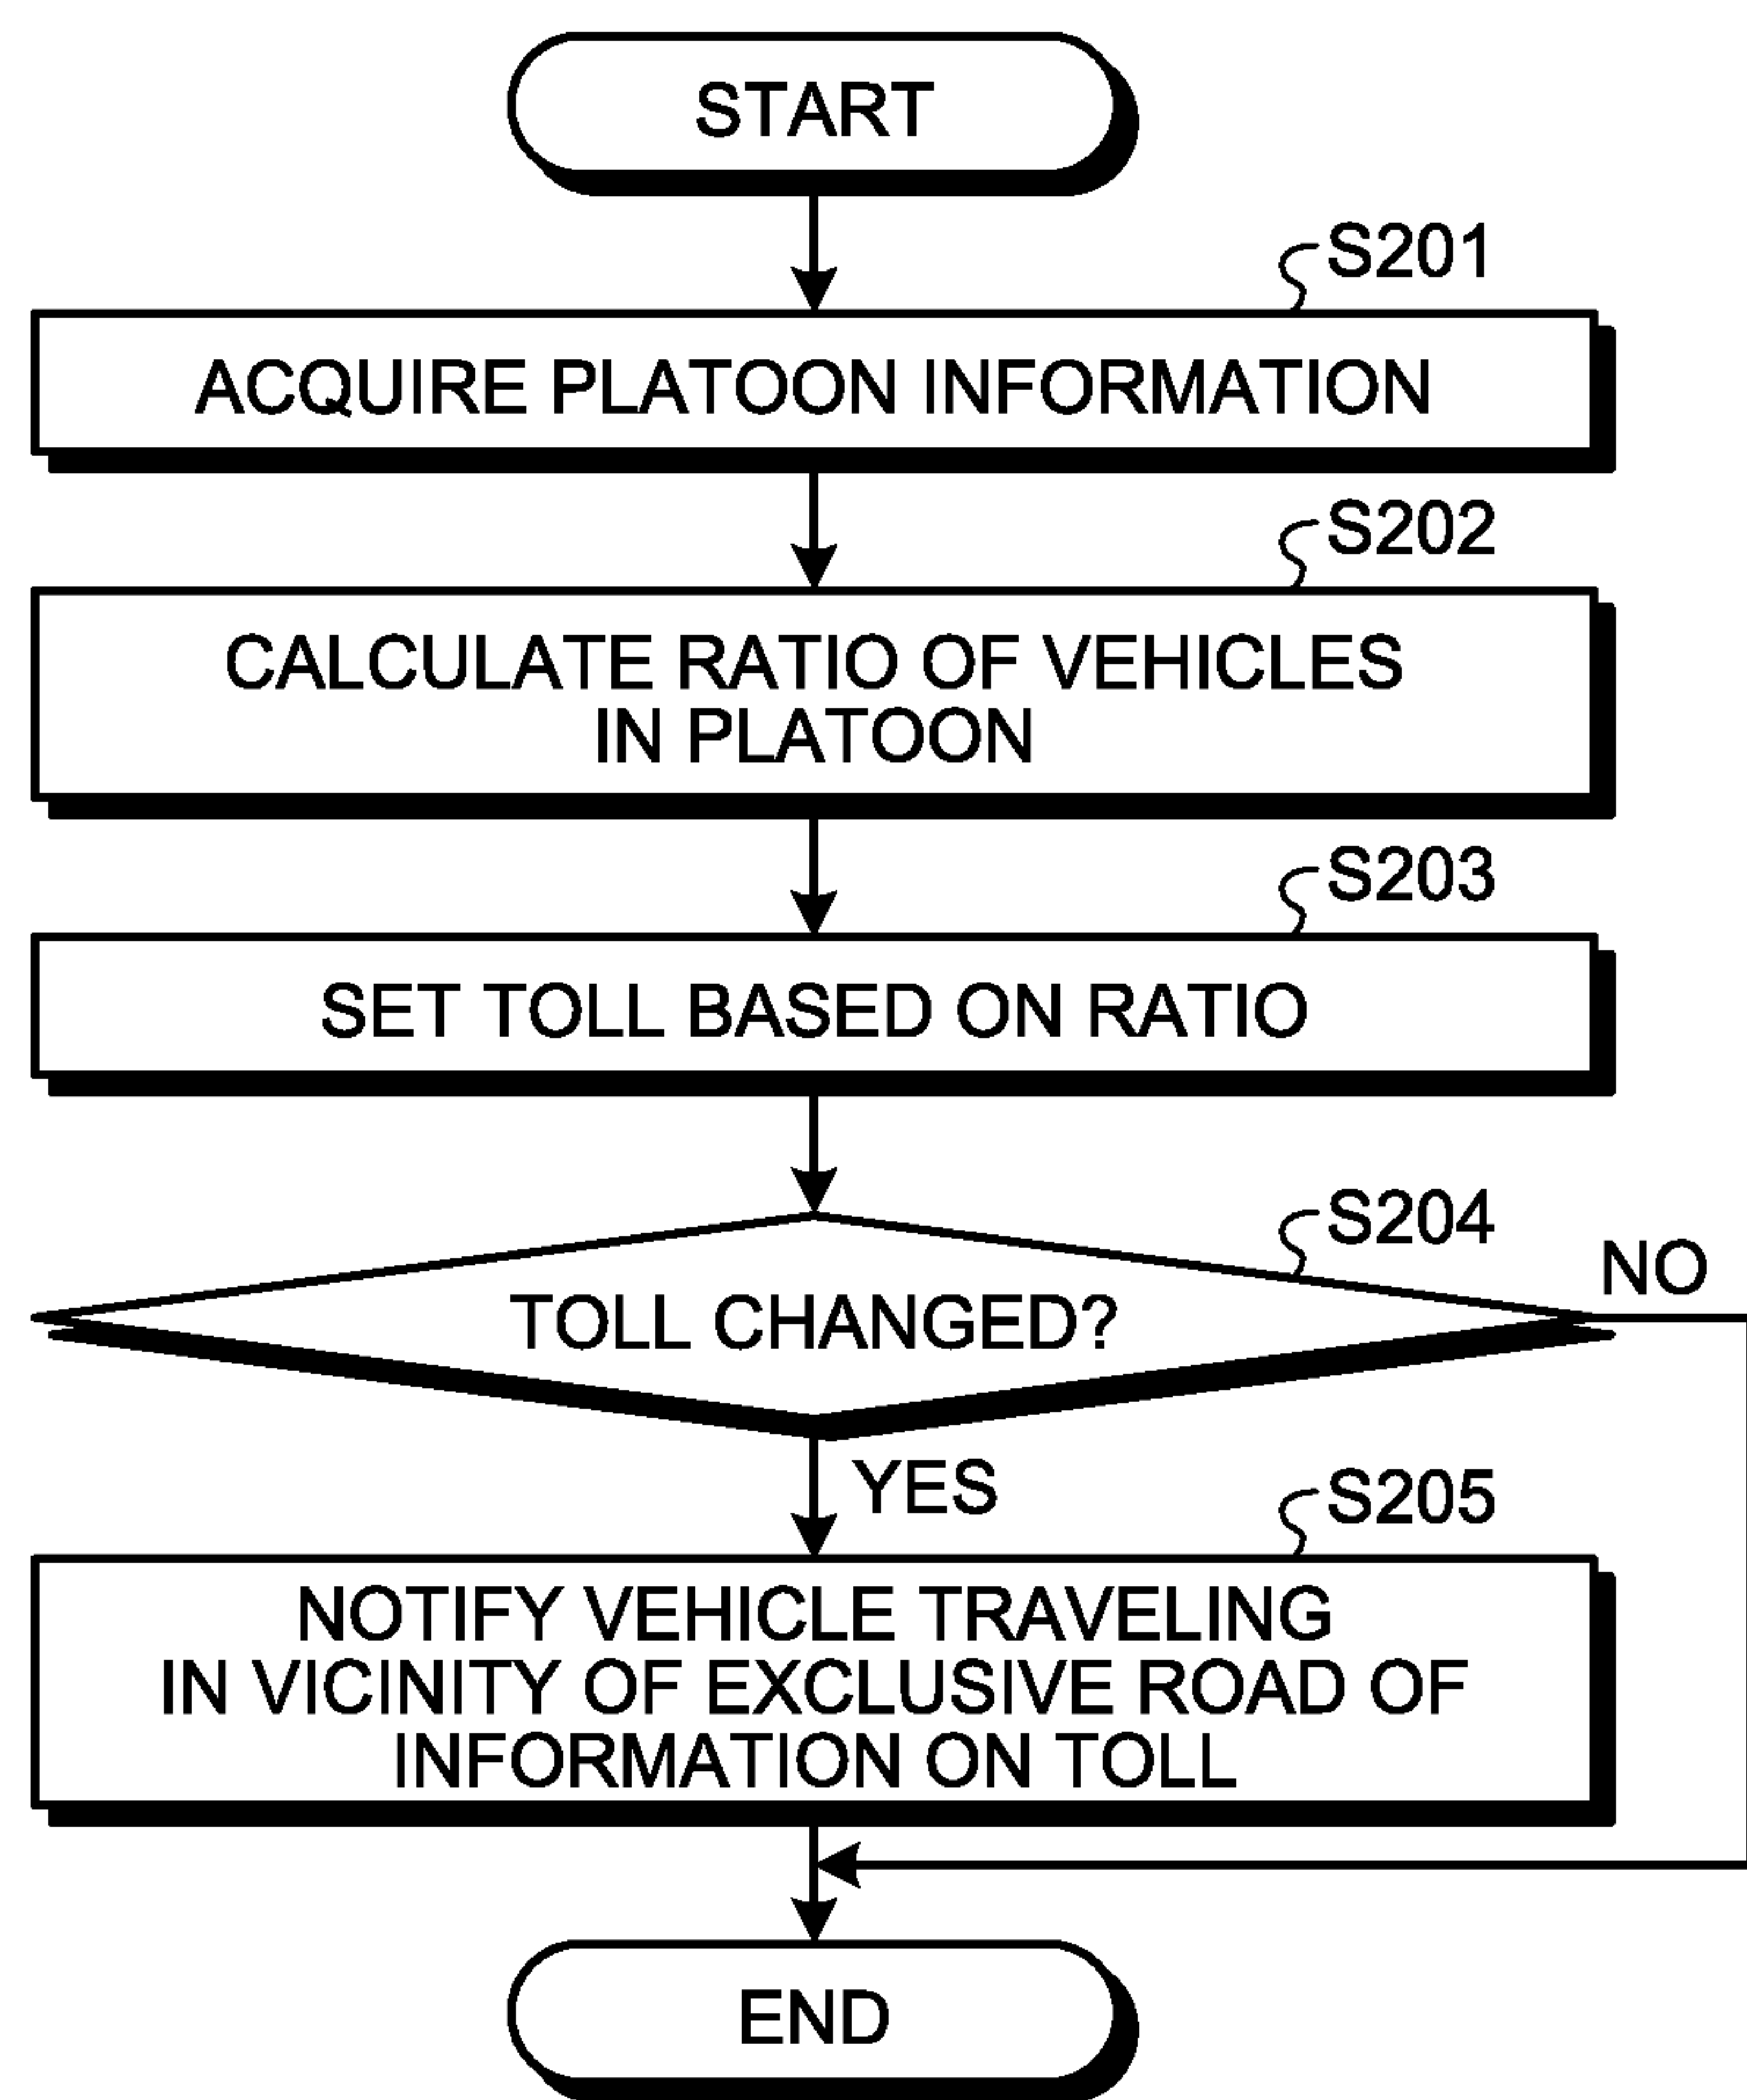 START
S201
ACQUIRE PLATOON INFORMATION
S202
CALCULATE RATIO OF VEHICLES
IN PLATOON
S203
SET TOLL BASED ON RATIO
S204
NO
TOLL CHANGED?
YES
S205
NOTIFY VEHICLE TRAVELING
IN VICINITY OF EXCLUSIVE ROAD OF
INFORMATION ON TOLL
END